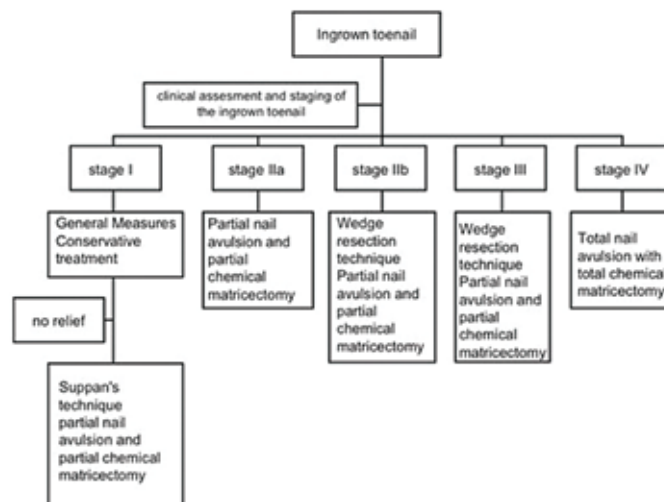 Ingrown toenail
clinical assesment and staging of
the ingrown toenail
stage I
stage IIa
stage IIb
stage III
stage IV
General Measures
Conservative
treatment
Partial nail
avulsion and
partial
chemical
matricectomy
Wedge
resection
technique
Partial nail
avulsion and
partial
chemical
matricectomy
Wedge
resection
technique
Partial nail
avulsion and
partial
chemical
matricectomy
Total nail
avulsion with
total chemical
matricectomy
no relief
Suppan's
technique
partial nail
avulsion and
partial chemical
matricectomy